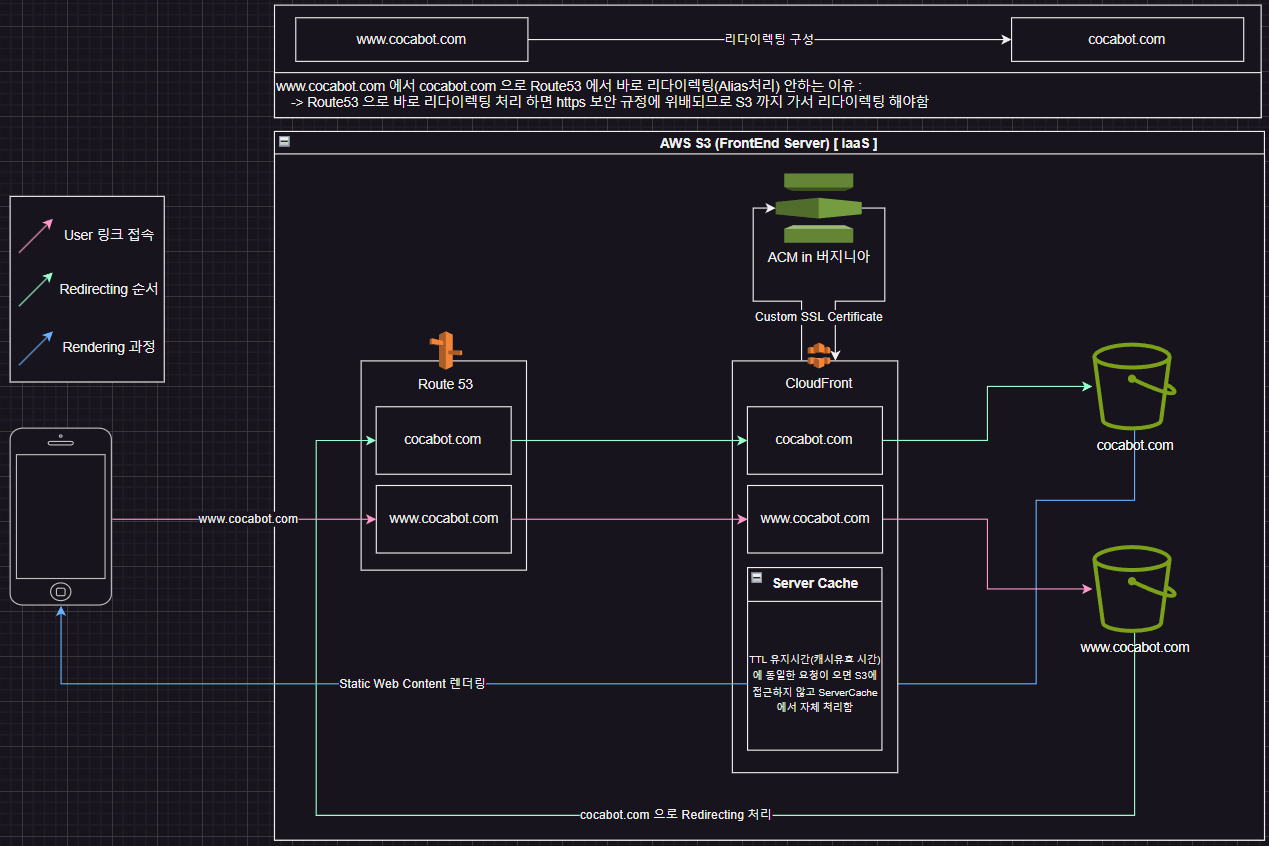 www.cocabot.com
리다이렉팅 구성
cocabot.com
www.cocabot.com 에서 cocabot.com 으로 Route53 에서 바로 리다이렉팅(Alias처리) 안하는 이유 :
-> Route53 으로 바로 리다이렉팅 처리 하면 https 보안 규정에 위배되므로 S3 까지 가서 리다이렉팅 해야함
AWS S3 (FrontEnd Server) [ IaaS ]
User 링크 접속
Redirecting 순서
Rendering 과정
ACM in 버지니아
Custom SSL Certificate
Route 53
CloudFront
cocabot.com
cocabot.com
cocabot.com
www.cocabot.com
www.cocabot.com
www.cocabot.com
www.cocabot.com
Server Cache
TTL 유지시간(캐시유효 시간)
에 동일한 요청이 오면 S3에
접근하지 않고 ServerCache
에서 자체 처리함
Static Web Content 렌더링
cocabot.com 으로 Redirecting 처리